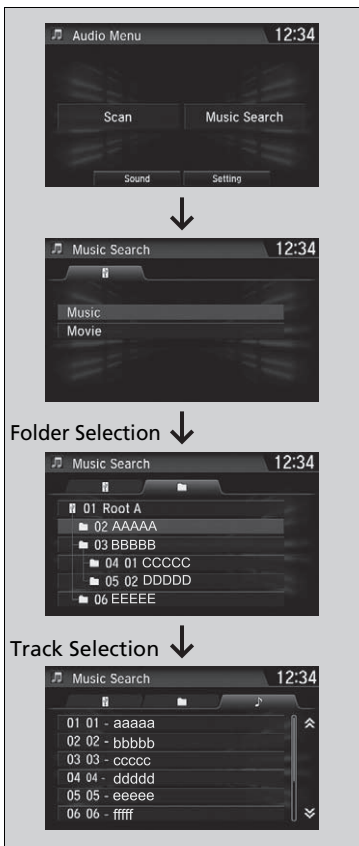 Audio Menu 12:34
Scan Music Search
Sound Setting
Music Search 12:34
Music
Movie
Folder Selection
Music Search 12:34
01 Root A
02 AAAAA
03 BBBBB
04 01 CCCCC
05 02 DDDDD
06 EEEEE
Track Selection
Music Search 12:34
01 01 - aaaaa
02 02 - bbbbb
03 03 - ccccc
04 04 - ddddd
05 05 - eeeee
06 06 - fffff